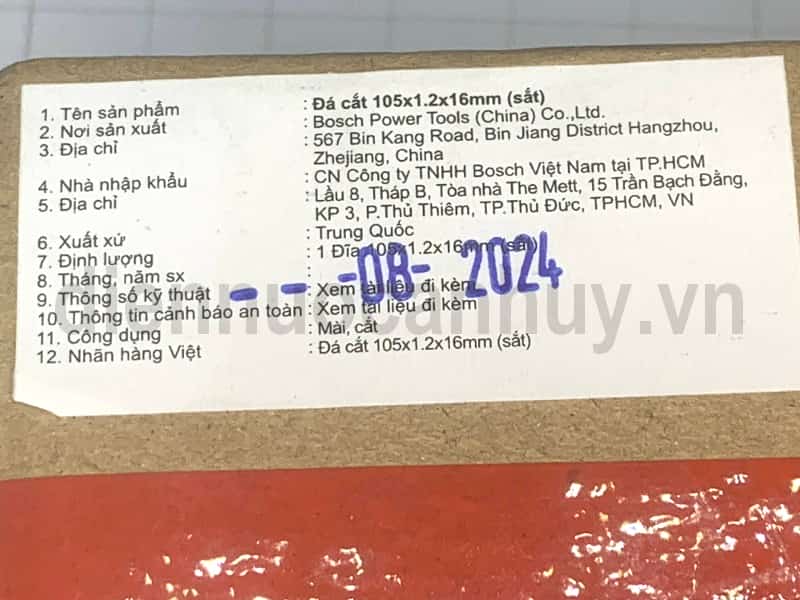 1. Tên sản phẩm : Đá cắt 105x1.2x16mm (sắt)
2. Nơi sản xuất : Bosch Power Tools (China) Co.,Ltd.
3. Địa chỉ : 567 Bin Kang Road, Bin Jiang District Hangzhou,
Zhejiang, China
4. Nhà nhập khẩu : CN Công ty TNHH Bosch Việt Nam tại TP.HCM
5. Địa chỉ : Lầu 8, Tháp B, Tòa nhà The Mett, 15 Trần Bạch Đằng,
KP 3, P.Thủ Thiêm, TP.Thủ Đức, TPHCM, VN
6. Xuất xứ : Trung Quốc
7. Định lượng : 1 Đĩa 105x1.2x16mm (sắt)
8. Tháng, năm sx : - - -08- 2024
9. Thông số kỹ thuật : Xem tài liệu đi kèm
10. Thông tin cảnh báo an toàn : Xem tài liệu đi kèm
11. Công dụng : Mài, cắt
12. Nhãn hàng Việt : Đá cắt 105x1.2x16mm (sắt)
diennuocanhuy.vn